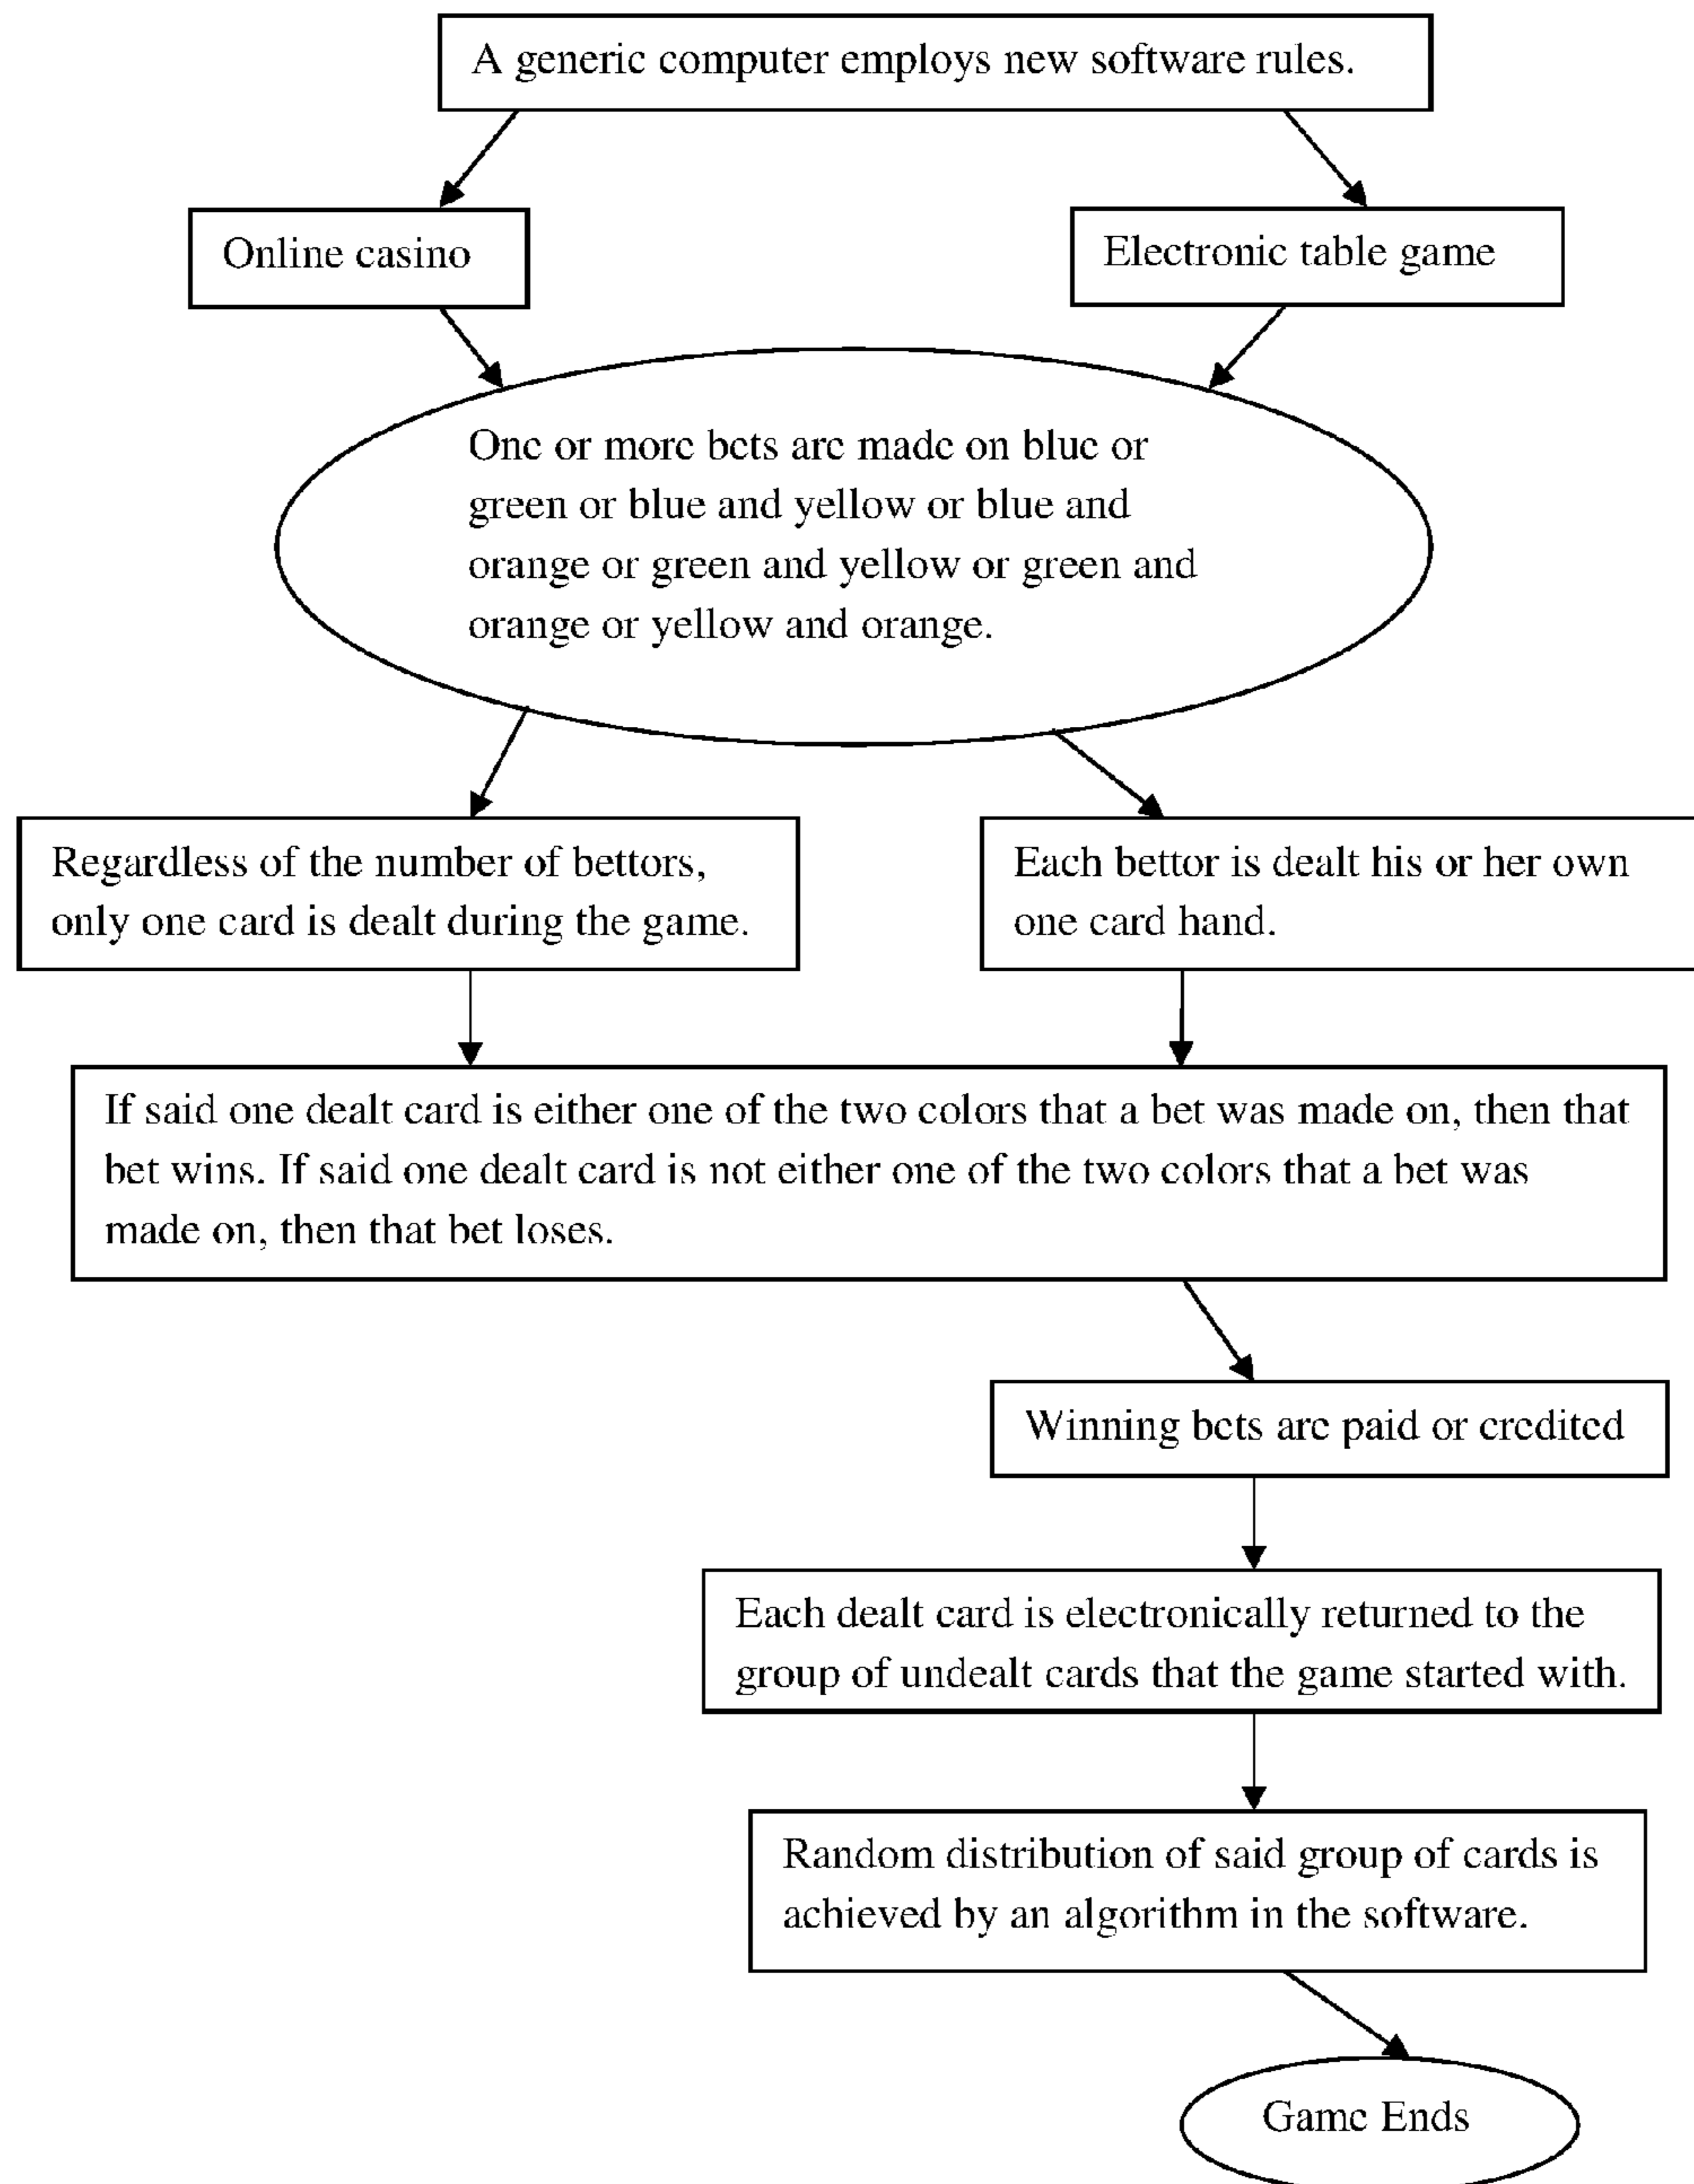 A generic computer employs new software rules.
Online casino
Electronic table game
One or more bets are made on blue or
green or blue and yellow or blue and
orange or green and yellow or green and
orange or yellow and orange.
Regardless of the number of bettors,
only one card is dealt during the game.
Each bettor is dealt his or her own
one card hand.
If said one dealt card is either one of the two colors that a bet was made on, then that
bet wins. If said one dealt card is not either one of the two colors that a bet was
made on, then that bet loses.
Winning bets are paid or credited
Each dealt card is electronically returned to the
group of undealt cards that the game started with.
Random distribution of said group of cards is
achieved by an algorithm in the software.
Game Ends